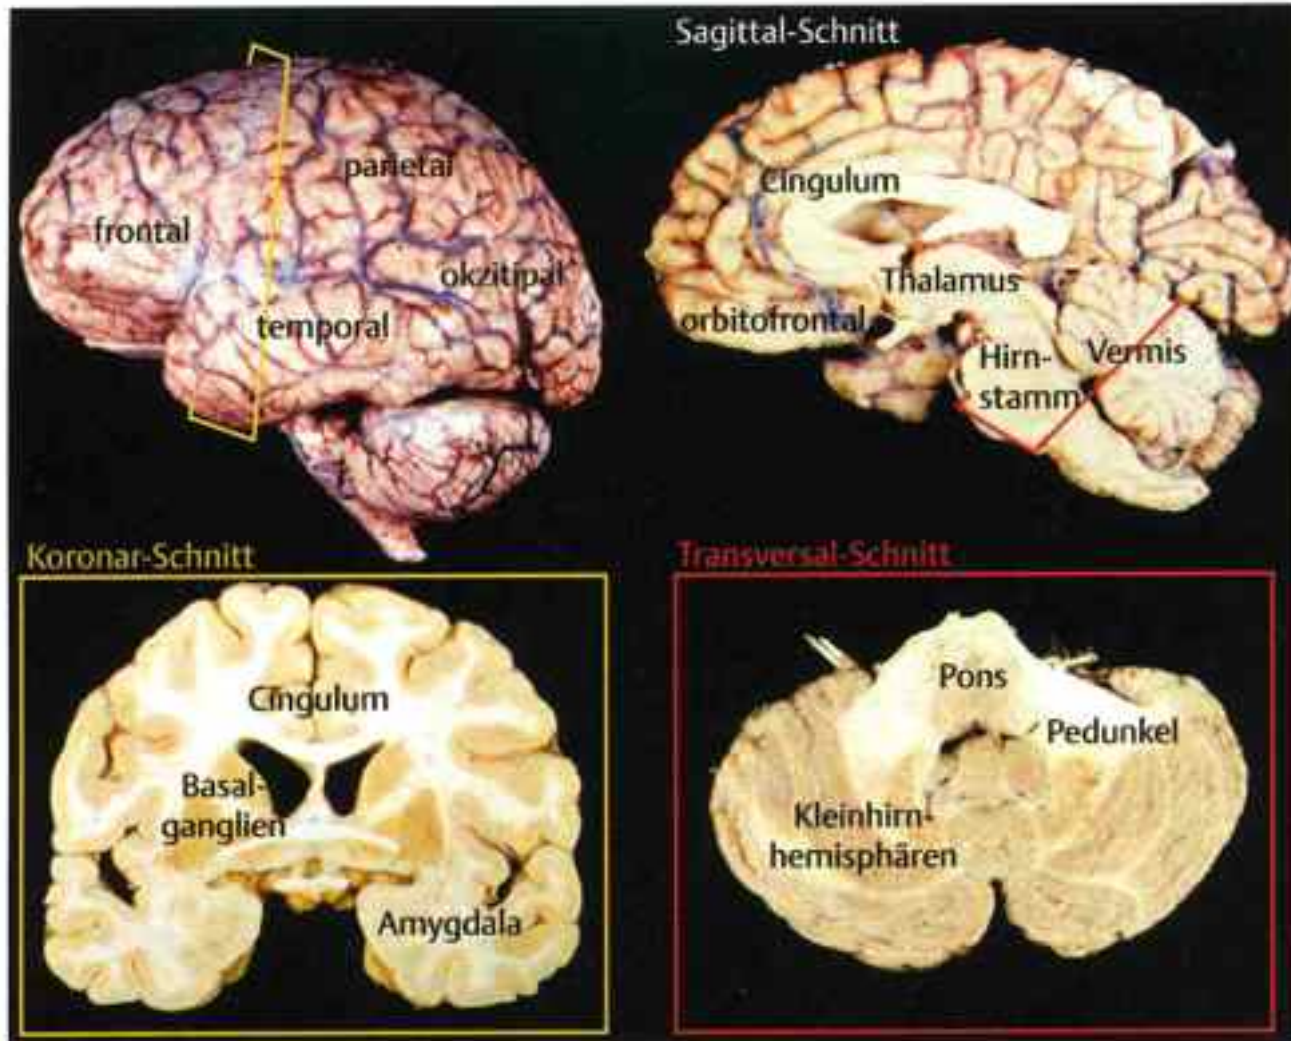 Sagittal-Schnitt
parietal
frontal
okzitipal
temporal
Cingulum
Thalamus
orbitofrontal
Hirn-
stamm
Vermis
Koronar-Schnitt
Cingulum
Basal-
ganglien
Amygdala
Transversal-Schnitt
Pons
Pedunkel
Kleinhirn-
hemisphären